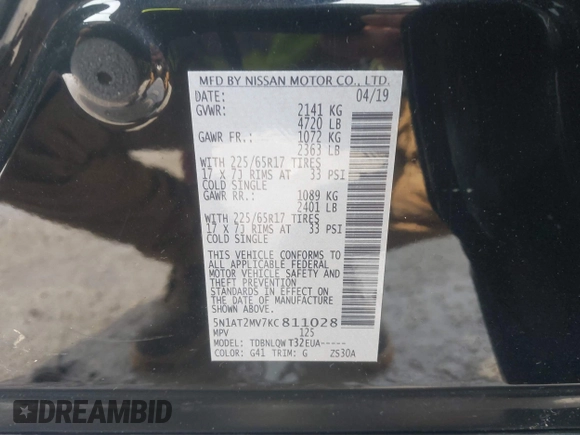 MFD BY NISSAN MOTOR CO., LTD.
DATE: 04/19
GVWR: 2141 KG
4720 LB
GAWR FR.: 1072 KG
2363 LB
WITH 225/65R17 TIRES
17 X 7J RIMS AT 33 PSI
COLD SINGLE
GAWR RR.: 1089 KG
2401 LB
WITH 225/65R17 TIRES
17 X 7J RIMS AT 33 PSI
COLD SINGLE
THIS VEHICLE CONFORMS TO
ALL APPLICABLE FEDERAL
MOTOR VEHICLE SAFETY AND
THEFT PREVENTION
STANDARDS IN EFFECT ON
THE DATE OF MANUFACTURE
SHOWN ABOVE.
5N1AT2MV7KC811028
MPV 125
MODEL: TDBNLQWT32EUA-----
COLOR: G41 TRIM: G ZS30A
DREAMBID